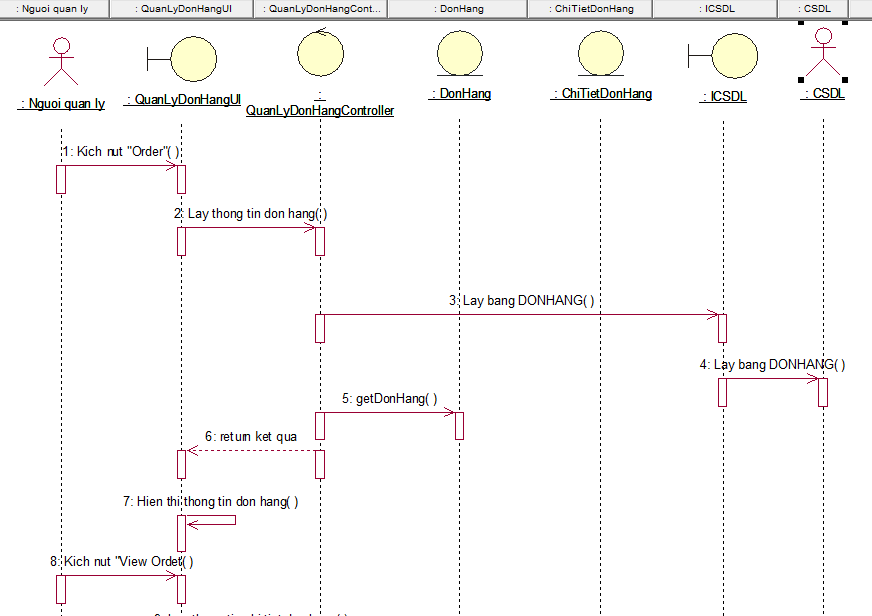 : Nguoi quan ly
: QuanLyDonHangUI
: QuanLyDonHangCont...
: DonHang
: ChiTietDonHang
: ICSDL
: CSDL
: Nguoi quan ly
: QuanLyDonHangUI
:
QuanLyDonHangController
: DonHang
: ChiTietDonHang
: ICSDL
: CSDL
1: Kich nut "Order"( )
2: Lay thong tin don hang( )
3: Lay bang DONHANG( )
4: Lay bang DONHANG( )
5: getDonHang( )
6: return ket qua
7: Hien thi thong tin don hang( )
8: Kich nut "View Order"( )